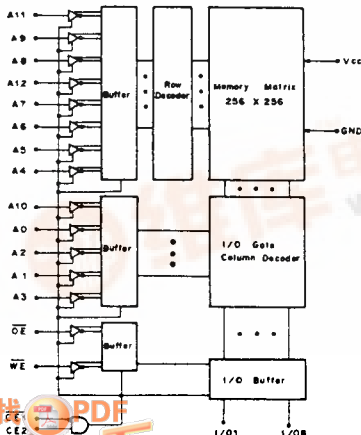 A11
A9
A8
A12
A7
A6
A5
A4
Buffer
Row Decoder
Memory Matrix
256 X 256
Vcc
GND
A10
A0
A2
A1
A3
Buffer
I/O Gate
Column Decoder
OE
WE
Buffer
I/O Buffer
CE1
CE2
I/O1
I/O8
PDF